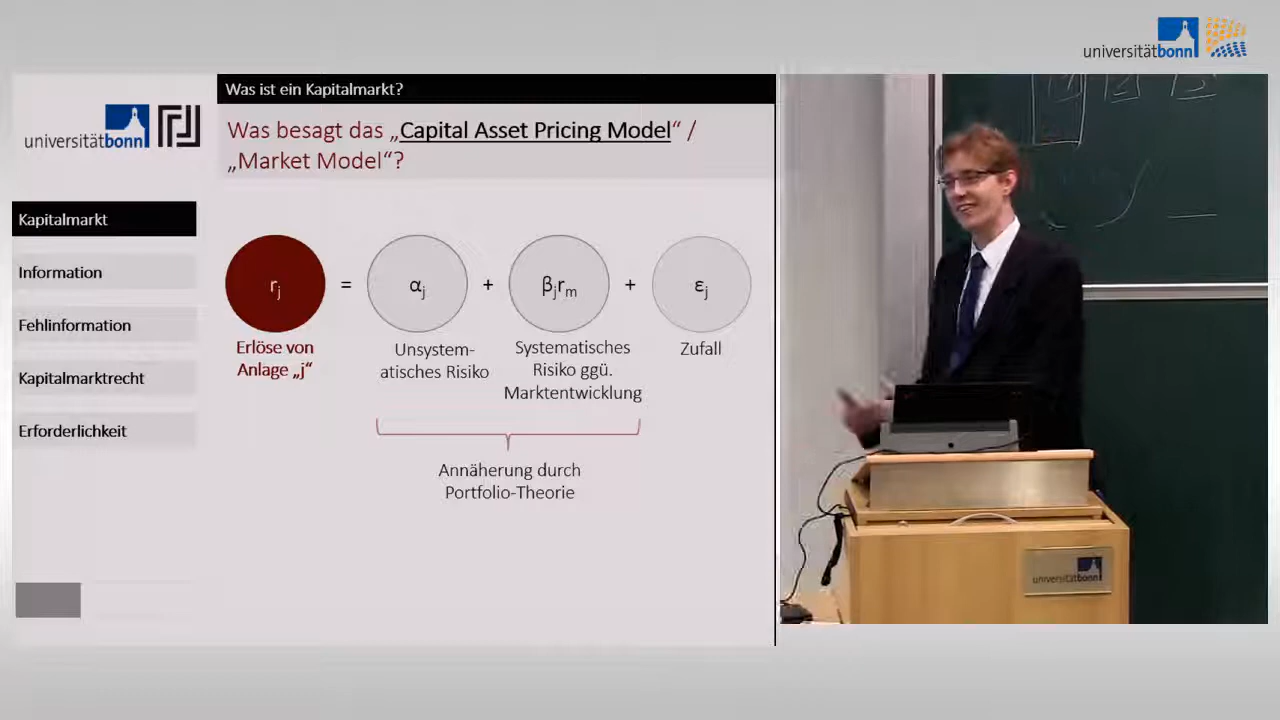 universitätbonn
Was ist ein Kapitalmarkt?
universitätbonn
Was besagt das „Capital Asset Pricing Model“ /
„Market Model“?
Kapitalmarkt
Information
Fehlinformation
Kapitalmarktrecht
Erforderlichkeit
rj = αj + βjrm + εj
Erlöse von
Anlage „j“
Unsystem-
atisches Risiko
Systematisches
Risiko ggü.
Marktentwicklung
Zufall
Annäherung durch
Portfolio-Theorie
universitätbonn